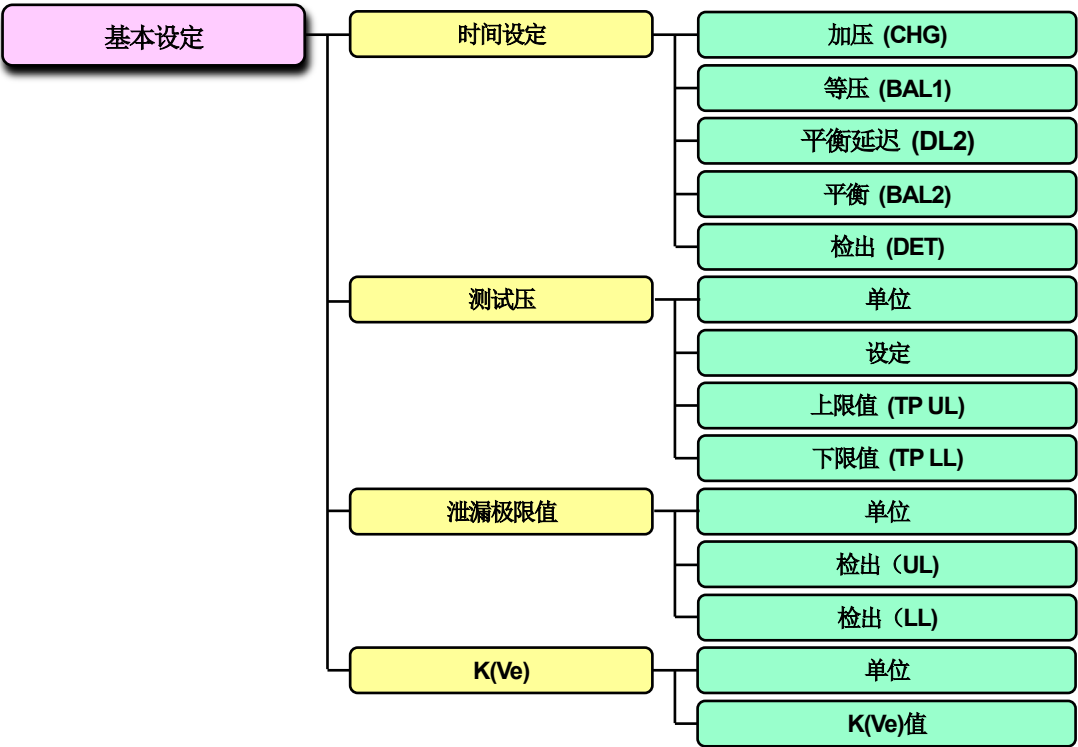 基本设定
时间设定
加压 (CHG)
等压 (BAL1)
平衡延迟 (DL2)
平衡 (BAL2)
检出 (DET)
测试压
单位
设定
上限值 (TP UL)
下限值 (TP LL)
泄漏极限值
单位
检出（UL)
检出（LL)
K(Ve)
单位
K(Ve)值